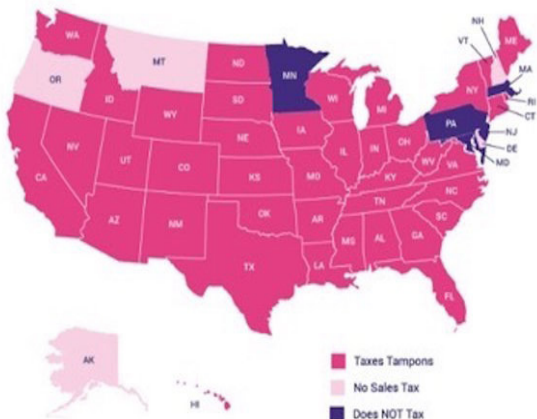 NH
WA
ME
VT
MT
ND
MN
MA
OR
ID
SD
WI
NY
MI
RI
WY
CT
PA
IA
NE
NJ
NV
OH
IL
IN
DE
UT
CO
WV
MD
VA
CA
KS
MO
KY
NC
TN
OK
AZ
NM
AR
SC
MS
AL
GA
TX
LA
FL
AK
HI
Taxes Tampons
No Sales Tax
Does NOT Tax